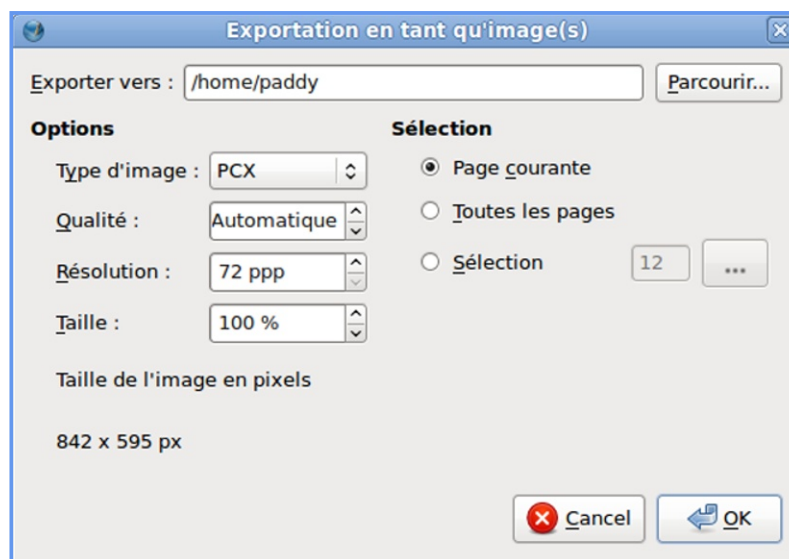 Exportation en tant qu'image(s)
Exporter vers : /home/paddy Parcourir...
Options Sélection
Type d'image : PCX Page courante
Qualité : Automatique Toutes les pages
Résolution : 72 ppp Sélection 12 ...
Taille : 100 %
Taille de l'image en pixels
842 x 595 px
Cancel OK